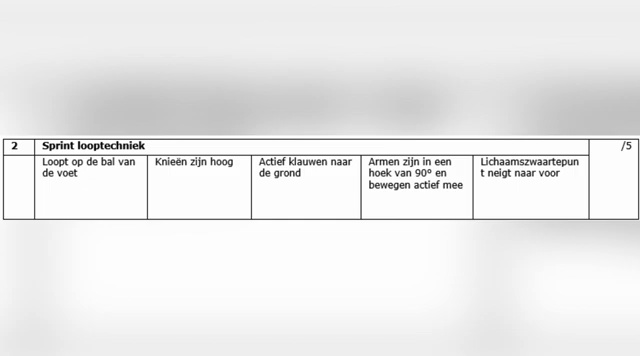 2 Sprint looptechniek /5
Loopt op de bal van
de voet
Knieën zijn hoog
Actief klauwen naar
de grond
Armen zijn in een
hoek van 90° en
bewegen actief mee
Lichaamszwaartepun
t neigt naar voor